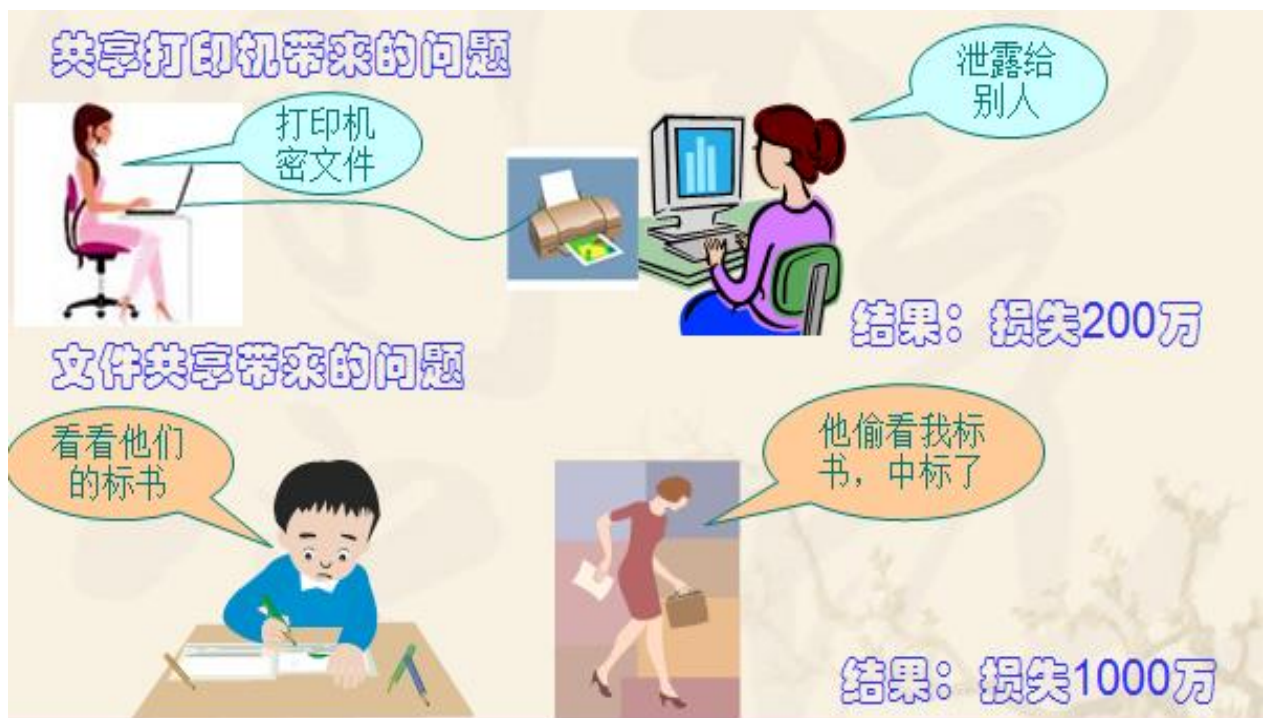 共享打印机带来的问题
打印机
密文件
泄露给
别人
结果：损失200万
文件共享带来的问题
看看他们
的标书
他偷看我标
书，中标了
结果：损失1000万